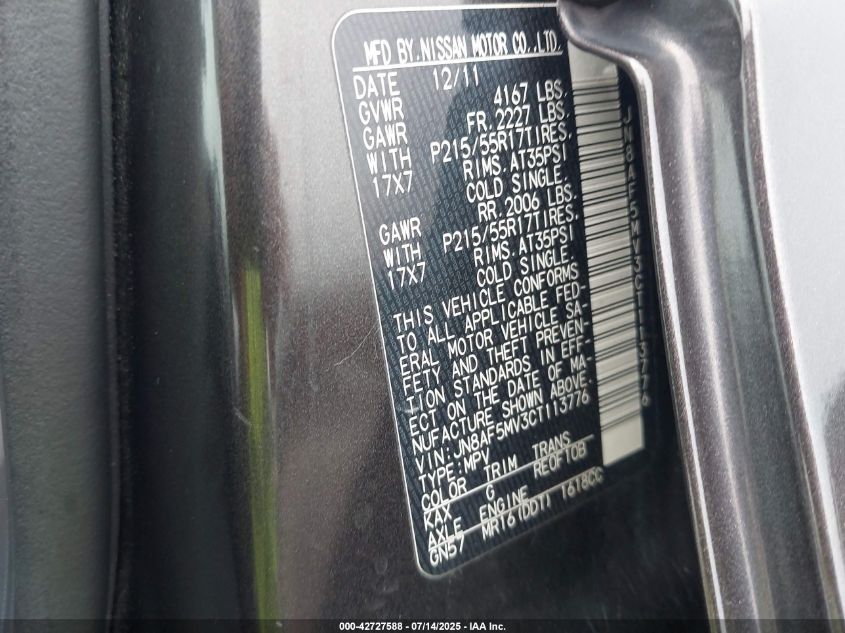 MFD BY.NISSAN MOTOR CO.,LTD.
DATE 12/11
GVWR 4167 LBS.
GAWR FR.2227 LBS.
WITH P215/55R17TIRES,
17X7 RIMS.AT35PSI
COLD SINGLE.
GAWR RR.2006 LBS.
WITH P215/55R17TIRES,
17X7 RIMS.AT35PSI
COLD SINGLE.
THIS VEHICLE CONFORMS
TO ALL APPLICABLE FED-
ERAL MOTOR VEHICLE SA-
FETY AND THEFT PREVEN-
TION STANDARDS IN EFF-
ECT ON THE DATE OF MA-
NUFACTURE SHOWN ABOVE.
VIN:JN8AF5MV3CT113776
TYPE:MPV
COLOR TRIM TRANS
KAX G RE0F10B
AXLE ENGINE
GN57 MR16(DDT) 1618CC
JN8AF5MV3CT113776
000-42727588 - 07/14/2025 - IAA Inc.